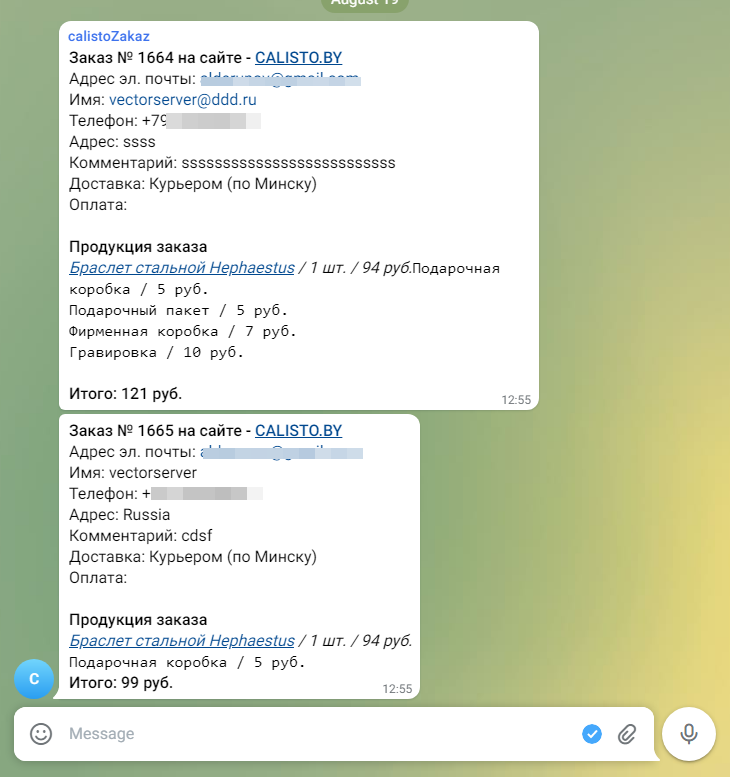 August 19
calistoZakaz
Заказ № 1664 на сайте - CALISTO.BY
Адрес эл. почты:
Имя: vectorserver@ddd.ru
Телефон: +79
Адрес: ssss
Комментарий: ssssssssssssssssssssssssssss
Доставка: Курьером (по Минску)
Оплата:
Продукция заказа
Браслет стальной Hephaestus / 1 шт. / 94 руб.Подарочная
коробка / 5 руб.
Подарочный пакет / 5 руб.
Фирменная коробка / 7 руб.
Гравировка / 10 руб.
Итого: 121 руб.
12:55
Заказ № 1665 на сайте - CALISTO.BY
Адрес эл. почты:
Имя: vectorserver
Телефон: +
Адрес: Russia
Комментарий: cdsf
Доставка: Курьером (по Минску)
Оплата:
Продукция заказа
Браслет стальной Hephaestus / 1 шт. / 94 руб.
Подарочная коробка / 5 руб.
Итого: 99 руб.
12:55
C
Message